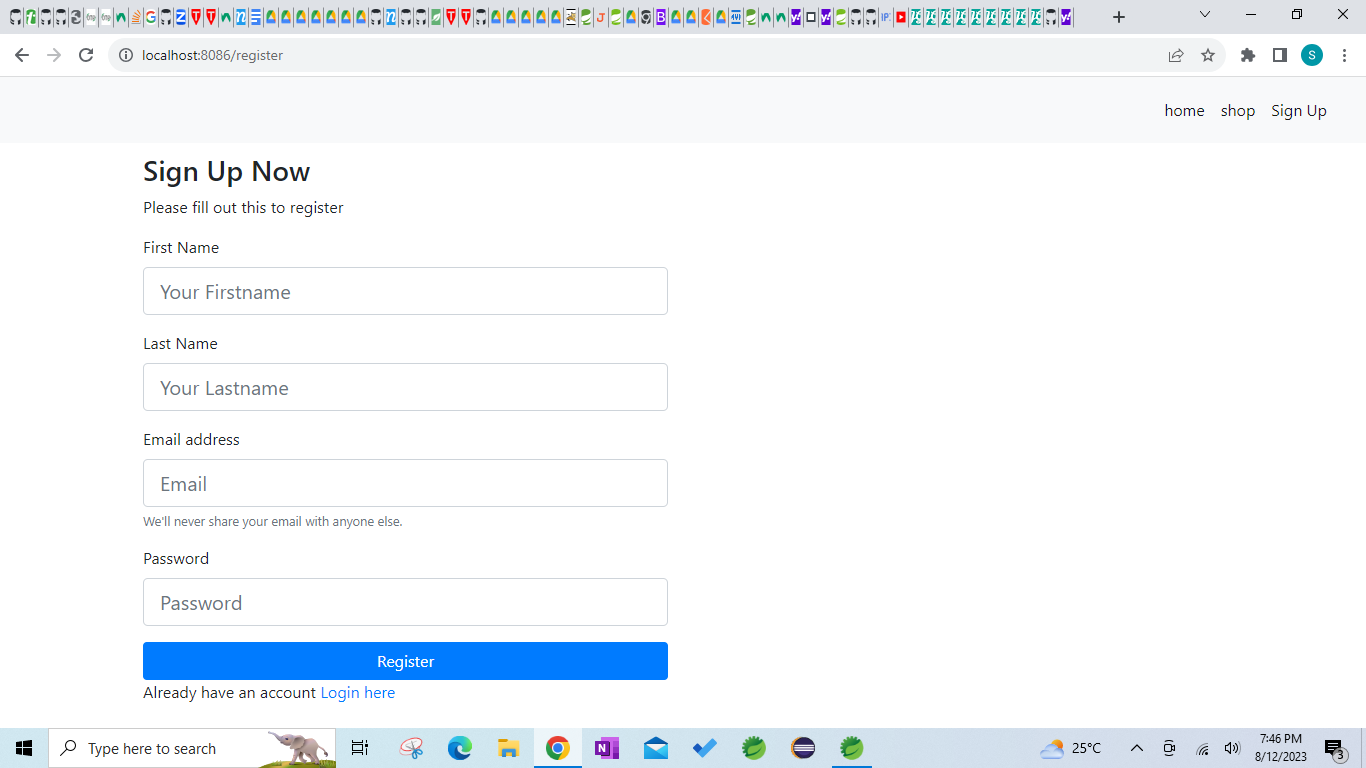 localhost:8086/register
S
home shop Sign Up
Sign Up Now
Please fill out this to register
First Name
Your Firstname
Last Name
Your Lastname
Email address
Email
We'll never share your email with anyone else.
Password
Password
Register
Already have an account Login here
Type here to search
25°C
7:46 PM
8/12/2023
3